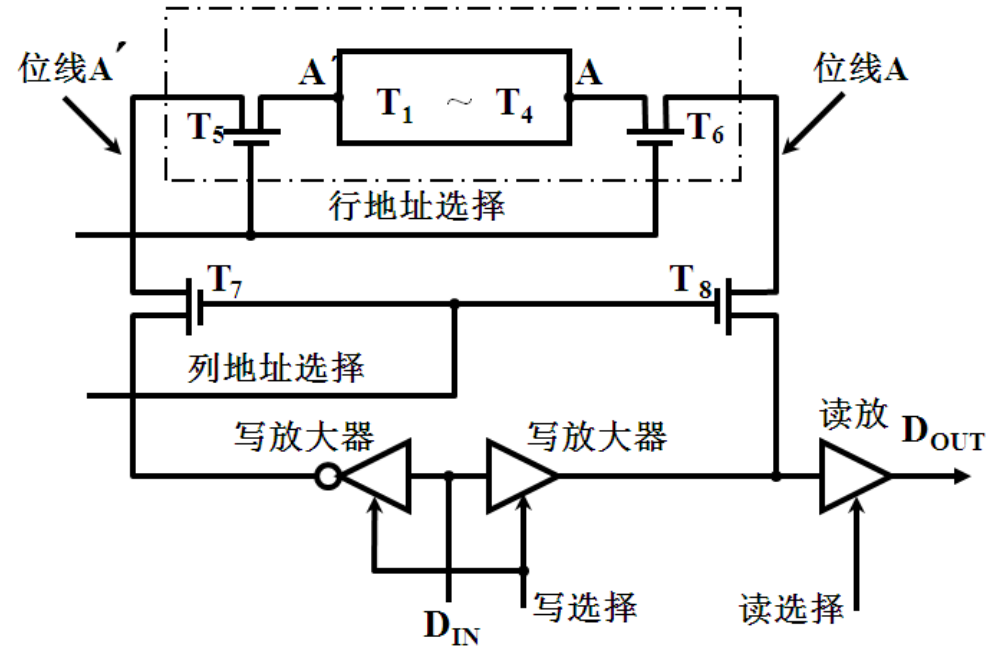 位线A′
A′
A
位线A
T₁ ~ T₄
T₅
T₆
行地址选择
T₇
T₈
列地址选择
写放大器
写放大器
读放
D_OUT
写选择
读选择
D_IN